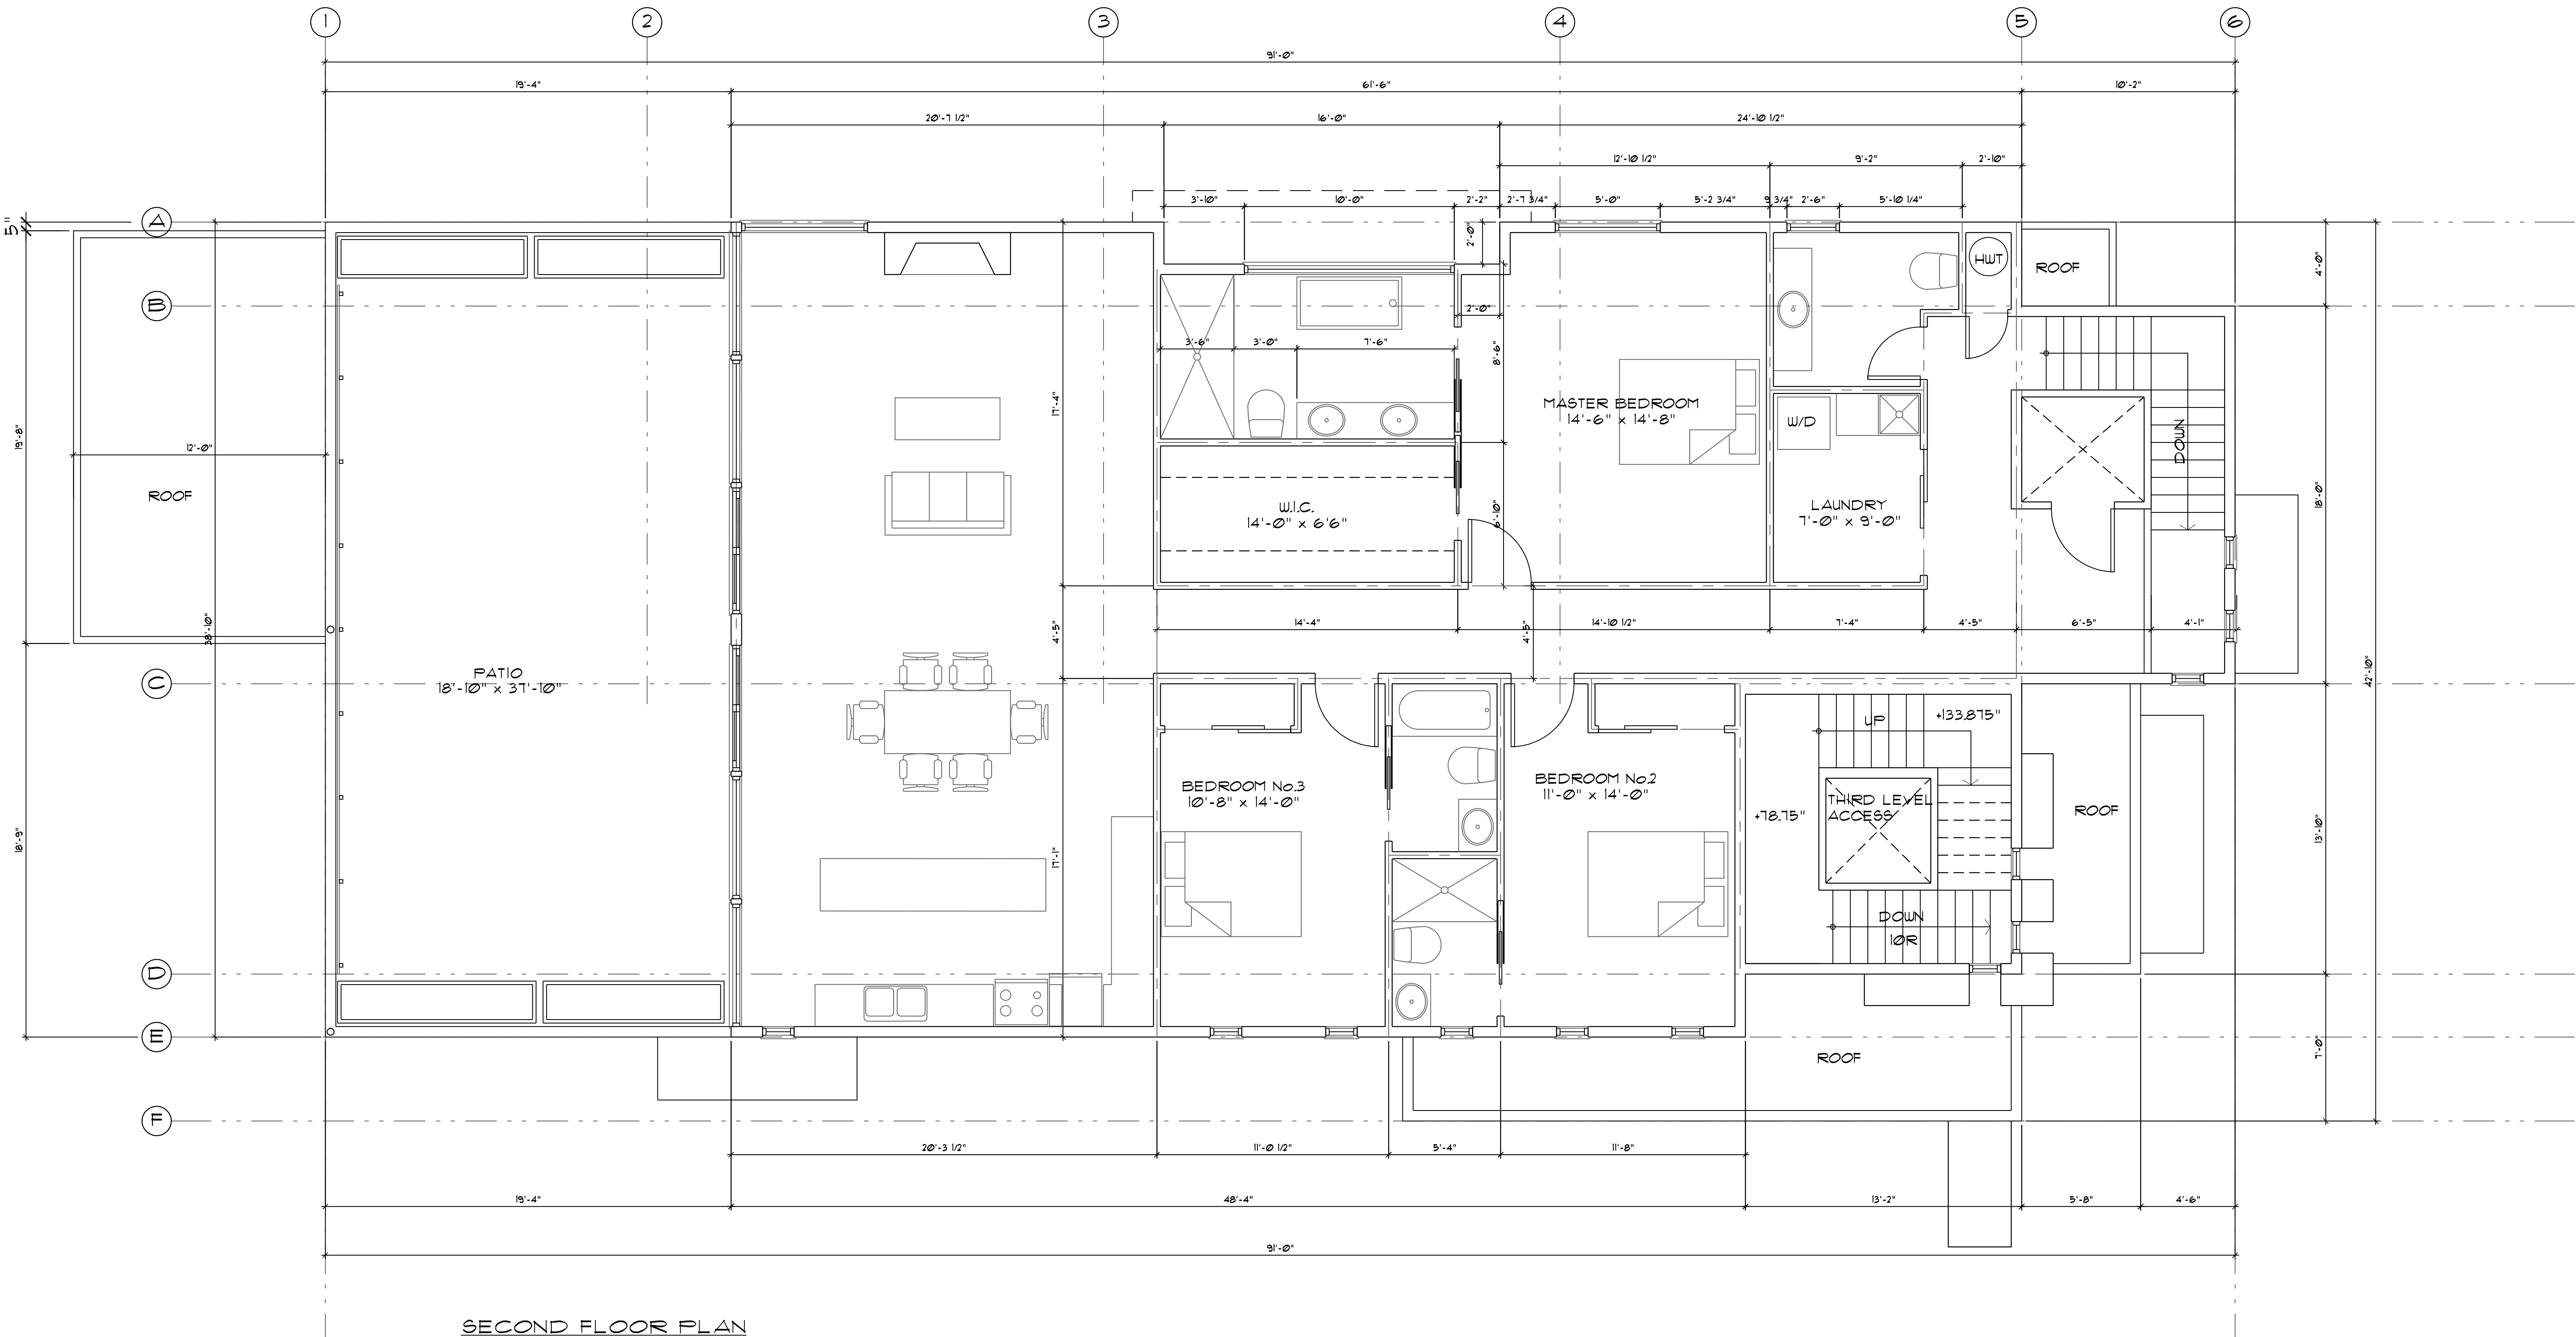 1 2 3 4 5 6
91'-0"
19'-4" 61'-6" 10'-2"
20'-7 1/2" 16'-0" 24'-10 1/2"
12'-10 1/2" 9'-2" 2'-10"
3'-10" 10'-0" 2'-2" 2'-7 3/4" 5'-0" 5'-2 3/4" 9 3/4" 2'-6" 5'-10 1/4"
A
5"
2'-0"
HWT
ROOF
4'-0"
B
2'-0"
3'-6" 3'-0" 7'-6"
8'-6"
17'-4"
MASTER BEDROOM
14'-6" x 14'-8"
W/D
DOWN
19'-8"
12'-0"
ROOF
W.I.C.
14'-0" x 6'6"
6'-10"
LAUNDRY
7'-0" x 9'-0"
18'-0"
38'-10"
4'-5"
14'-4"
4'-5"
14'-10 1/2" 7'-4" 4'-5" 6'-5" 4'-1"
C
PATIO
18'-10" x 37'-10"
42'-10"
UP
+133.875"
BEDROOM No.3
10'-8" x 14'-0"
BEDROOM No.2
11'-0" x 14'-0"
+78.75"
THIRD LEVEL
ACCESS
ROOF
13'-10"
18'-9"
17'-1"
DOWN
10R
D
E
ROOF
7'-0"
F
20'-3 1/2" 11'-0 1/2" 5'-4" 11'-8"
19'-4" 48'-4" 13'-2" 5'-8" 4'-6"
91'-0"
SECOND FLOOR PLAN